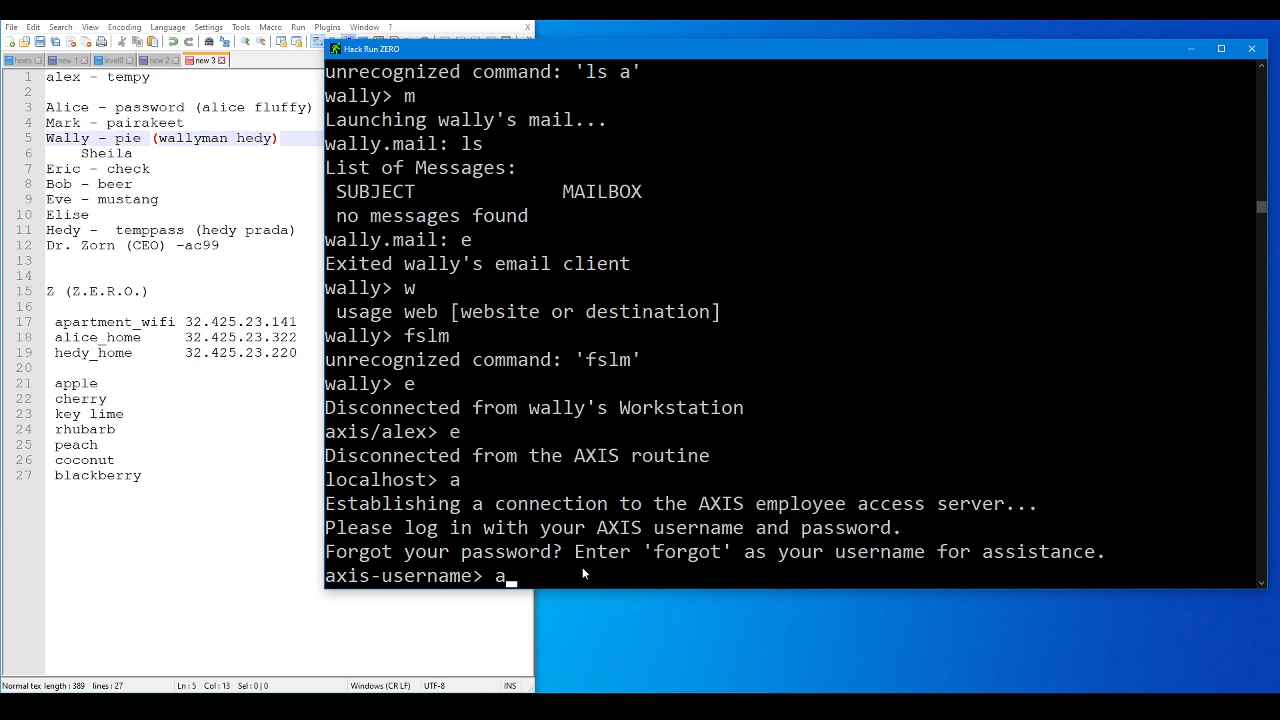 File Edit Search View Encoding Language Settings Tools Macro Run Plugins Window ? X
new 1
new 2
new 3
1 alex - tempy
2
3 Alice - password (alice fluffy)
4 Mark - pairakeet
5 Wally - pie (wallyman hedy)
6 Sheila
7 Eric - check
8 Bob - beer
9 Eve - mustang
10 Elise
11 Hedy - temppass (hedy prada)
12 Dr. Zorn (CEO) -ac99
13
14
15 Z (Z.E.R.O.)
16
17 apartment_wifi 32.425.23.141
18 alice_home 32.425.23.322
19 hedy_home 32.425.23.220
20
21 apple
22 cherry
23 key lime
24 rhubarb
25 peach
26 coconut
27 blackberry
Normal tex length : 389 lines : 27 Ln : 5 Col : 13 Sel : 0 | 0 Windows (CR LF) UTF-8 INS
Hack Run ZERO
unrecognized command: 'ls a'
wally> m
Launching wally's mail...
wally.mail: ls
List of Messages:
SUBJECT MAILBOX
no messages found
wally.mail: e
Exited wally's email client
wally> w
usage web [website or destination]
wally> fslm
unrecognized command: 'fslm'
wally> e
Disconnected from wally's Workstation
axis/alex> e
Disconnected from the AXIS routine
localhost> a
Establishing a connection to the AXIS employee access server...
Please log in with your AXIS username and password.
Forgot your password? Enter 'forgot' as your username for assistance.
axis-username> a_